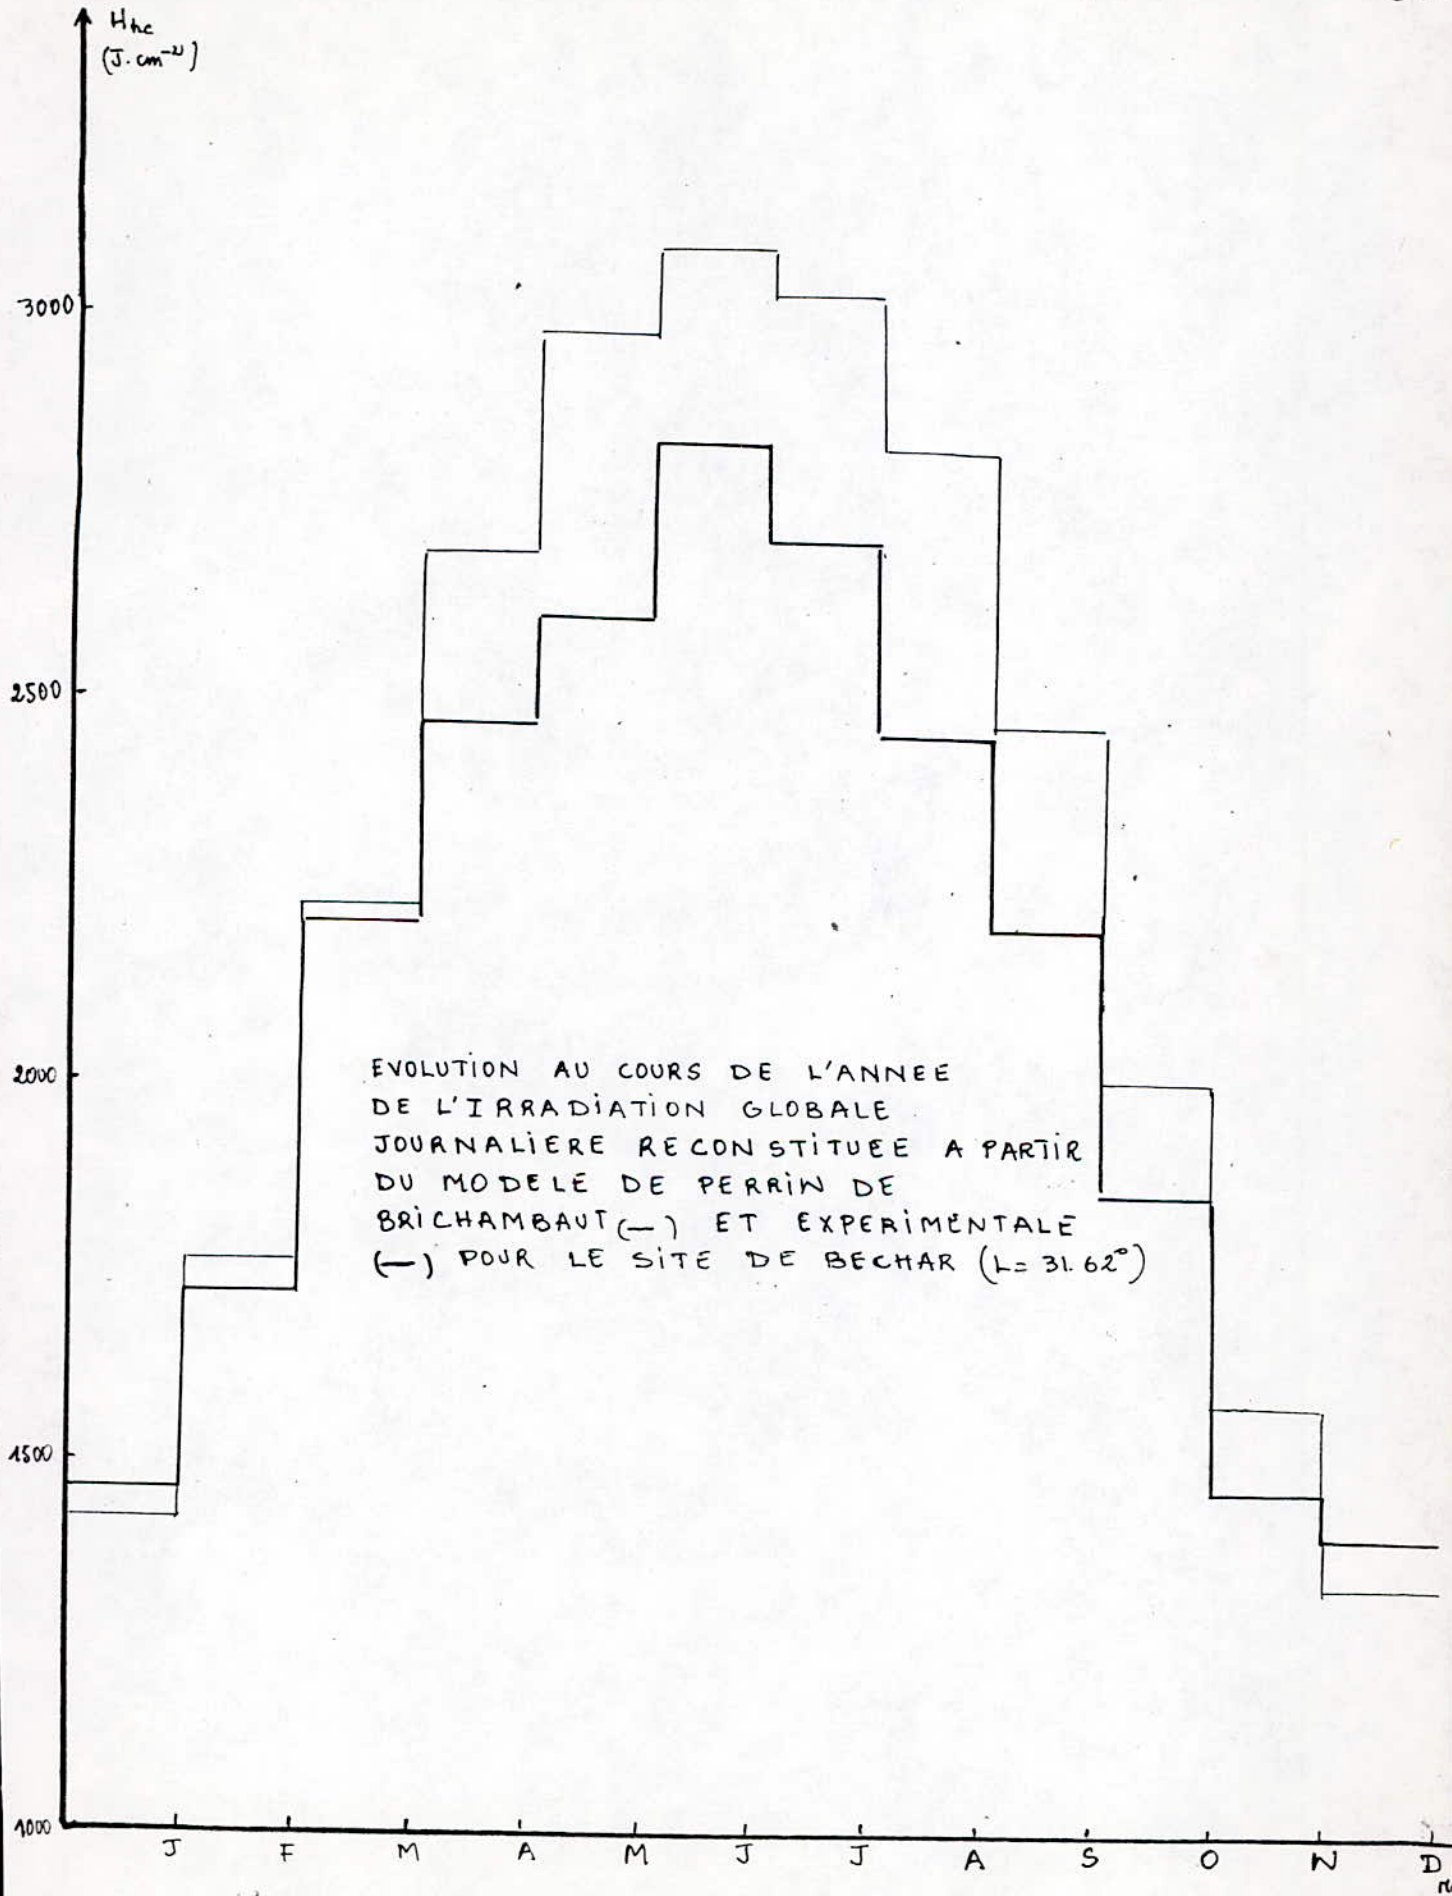 Hhc
(J.cm⁻²)
3000
2500
2000
1500
1000
EVOLUTION AU COURS DE L'ANNEE
DE L'IRRADIATION GLOBALE
JOURNALIERE RECONSTITUEE A PARTIR
DU MODELE DE PERRIN DE
BRICHAMBAUT (—) ET EXPERIMENTALE
(—) POUR LE SITE DE BECHAR (L= 31.62°)
J F M A M J J A S O N D